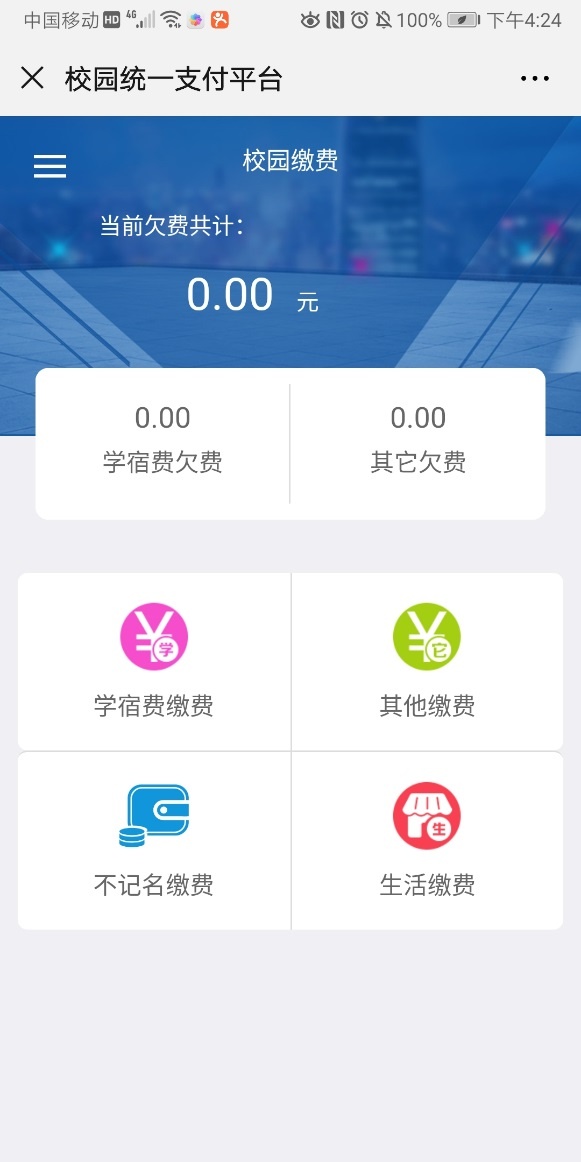 中国移动 HD 4G 100% 下午4:24
校园统一支付平台
校园缴费
当前欠费共计：
0.00 元
0.00 0.00
学宿费欠费 其它欠费
学 它
学宿费缴费 其他缴费
生
不记名缴费 生活缴费